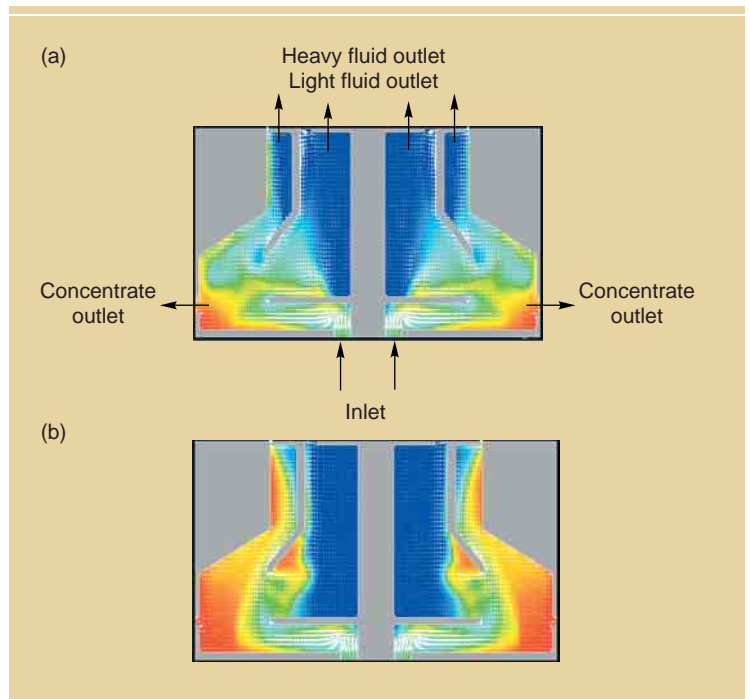 (a)
Heavy fluid outlet
Light fluid outlet
Concentrate
outlet
Concentrate
outlet
Inlet
(b)